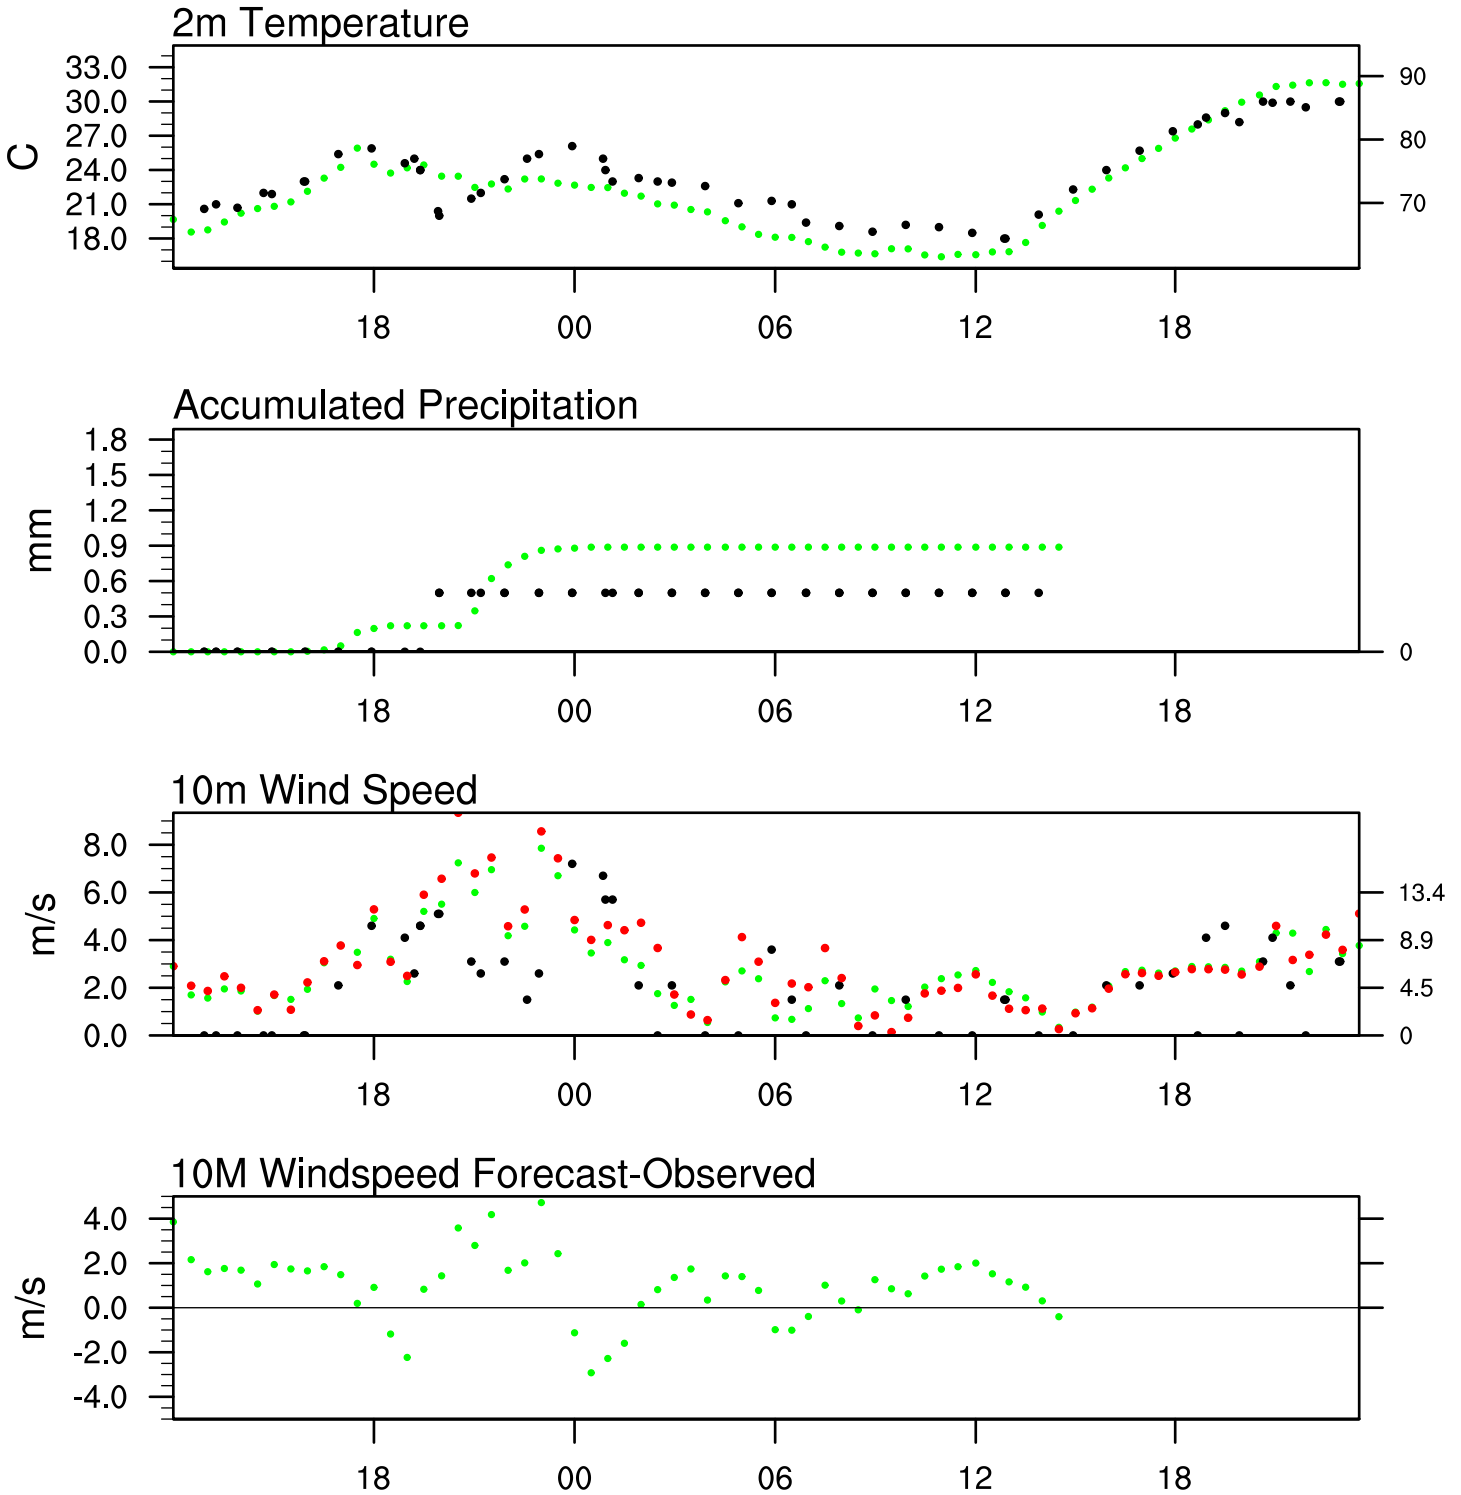 2m Temperature
33.0
30.0
27.0
24.0
21.0
18.0
C
90
80
70
18 00 06 12 18
Accumulated Precipitation
1.8
1.5
1.2
0.9
0.6
0.3
0.0
mm
0
18 00 06 12 18
10m Wind Speed
8.0
6.0
4.0
2.0
0.0
m/s
13.4
8.9
4.5
0
18 00 06 12 18
10M Windspeed Forecast-Observed
4.0
2.0
0.0
-2.0
-4.0
m/s
18 00 06 12 18